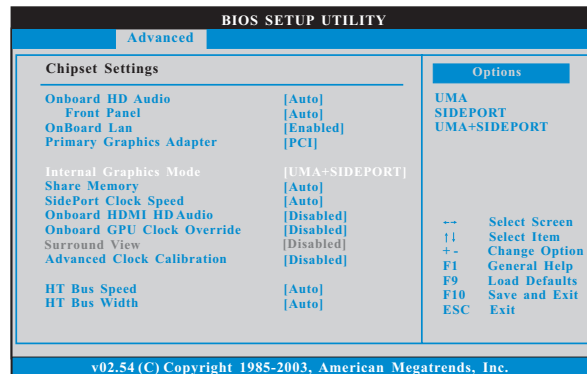 BIOS SETUP UTILITY
Advanced
Chipset Settings
Onboard HD Audio [Auto]
Front Panel [Auto]
OnBoard Lan [Enabled]
Primary Graphics Adapter [PCI]
Internal Graphics Mode [UMA+SIDEPORT]
Share Memory [Auto]
SidePort Clock Speed [Auto]
Onboard HDMI HD Audio [Disabled]
Onboard GPU Clock Override [Disabled]
Surround View [Disabled]
Advanced Clock Calibration [Disabled]
HT Bus Speed [Auto]
HT Bus Width [Auto]
Options
UMA
SIDEPORT
UMA+SIDEPORT
←→ Select Screen
↑↓ Select Item
+ - Change Option
F1 General Help
F9 Load Defaults
F10 Save and Exit
ESC Exit
v02.54 (C) Copyright 1985-2003, American Megatrends, Inc.